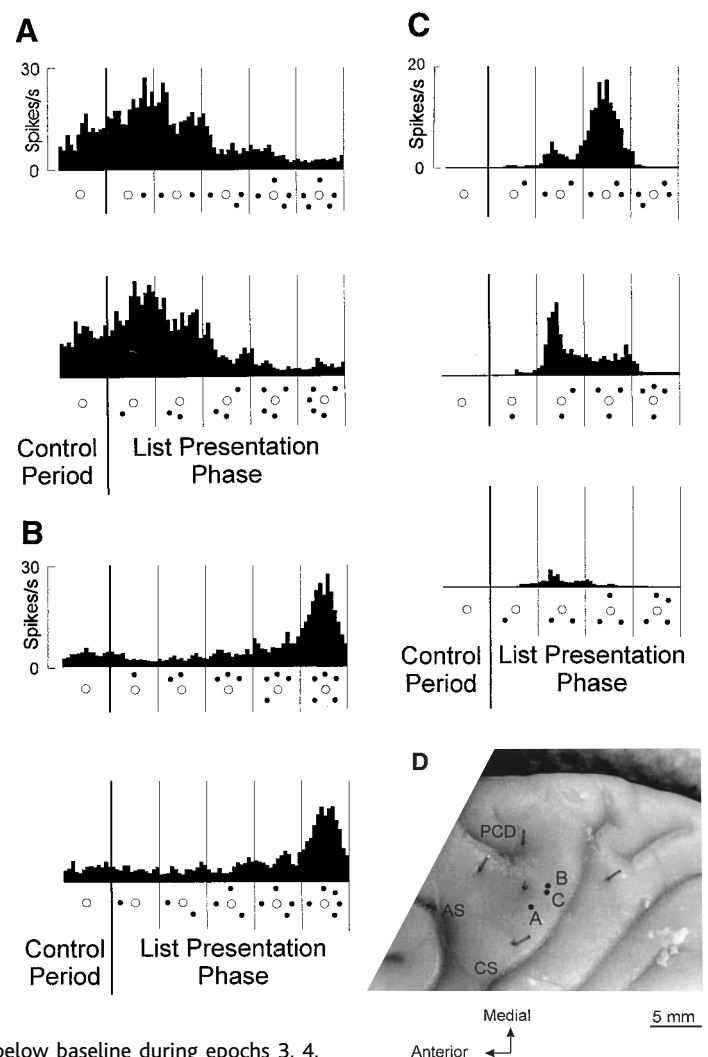 A
30
Spikes/s
0
Control
Period
List Presentation
Phase
B
30
Spikes/s
0
Control
Period
List Presentation
Phase
C
20
Spikes/s
0
Control
Period
List Presentation
Phase
D
PCD
B
C
A
AS
CS
Medial
Anterior
5 mm
below baseline during epochs 3, 4,